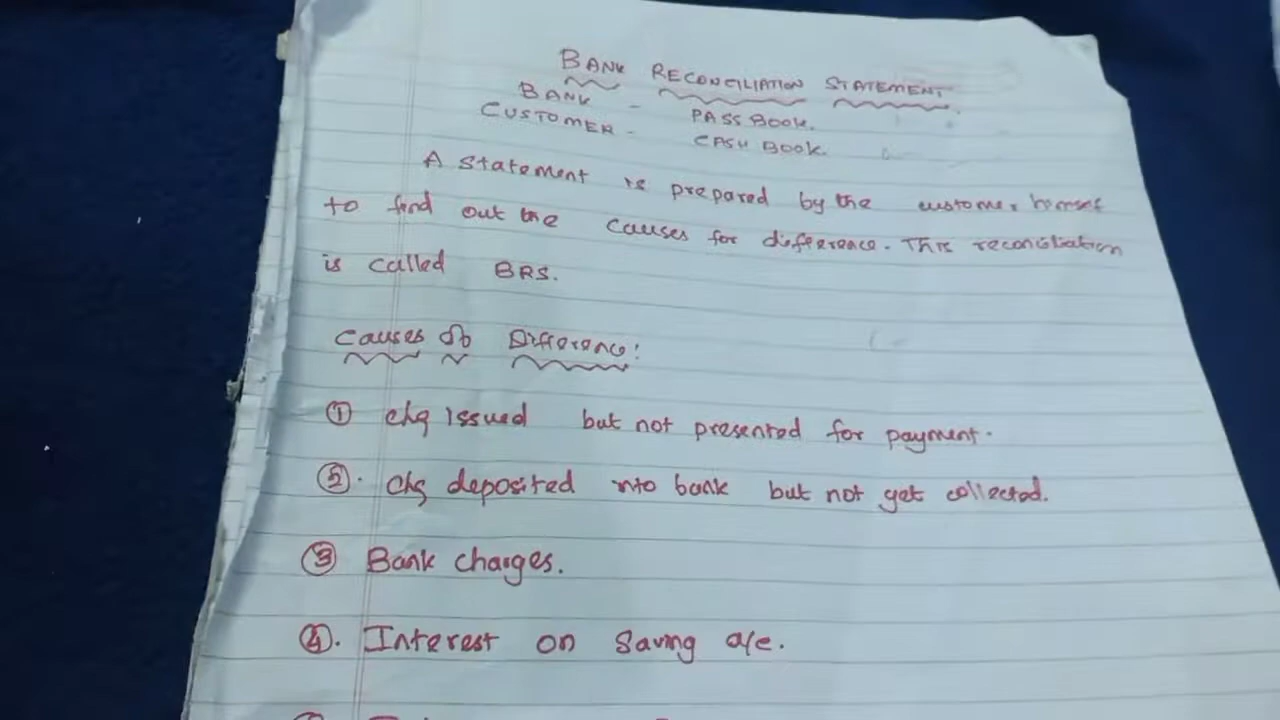 BANK RECONCILIATION STATEMENT.
BANK - PASS BOOK.
CUSTOMER - CASH BOOK.
A statement is prepared by the customer himself
to find out the causes for difference. This reconciliation
is called BRS.
Causes of Difference:
① chq issued but not presented for payment.
②. chq deposited into bank but not yet collected.
③ Bank charges.
④. Interest on Saving a/c.